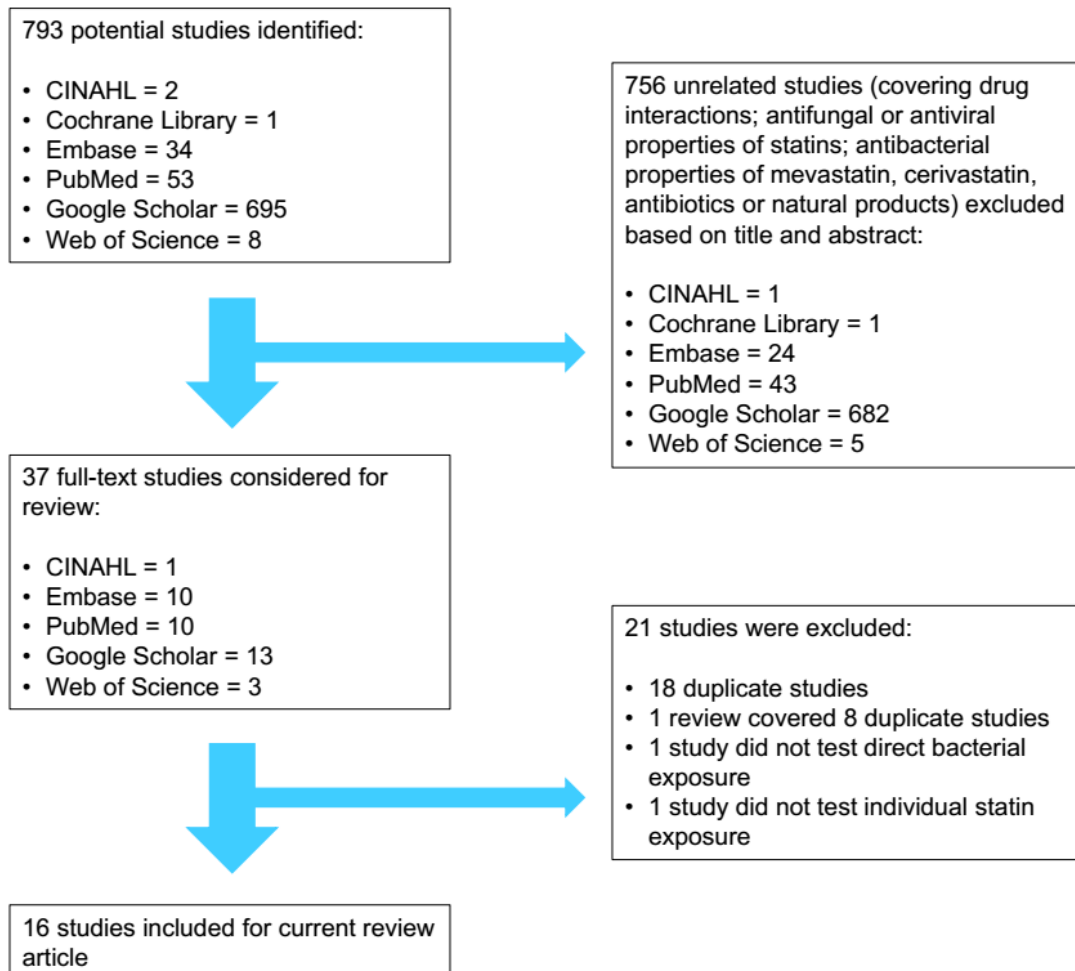 793 potential studies identified:
• CINAHL = 2
• Cochrane Library = 1
• Embase = 34
• PubMed = 53
• Google Scholar = 695
• Web of Science = 8
756 unrelated studies (covering drug
interactions; antifungal or antiviral
properties of statins; antibacterial
properties of mevastatin, cerivastatin,
antibiotics or natural products) excluded
based on title and abstract:
• CINAHL = 1
• Cochrane Library = 1
• Embase = 24
• PubMed = 43
• Google Scholar = 682
• Web of Science = 5
37 full-text studies considered for
review:
• CINAHL = 1
• Embase = 10
• PubMed = 10
• Google Scholar = 13
• Web of Science = 3
21 studies were excluded:
• 18 duplicate studies
• 1 review covered 8 duplicate studies
• 1 study did not test direct bacterial
exposure
• 1 study did not test individual statin
exposure
16 studies included for current review
article